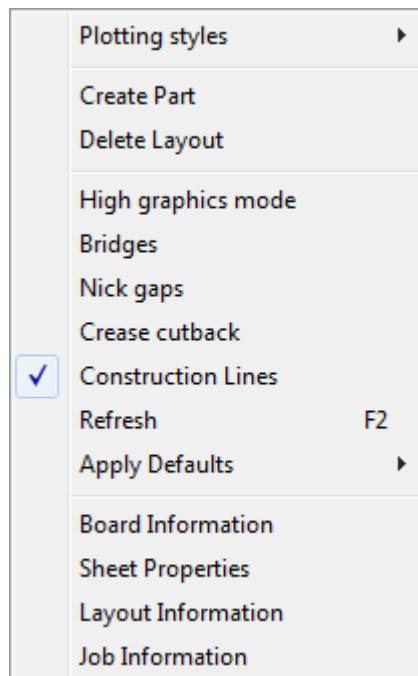 Plotting styles
Create Part
Delete Layout
High graphics mode
Bridges
Nick gaps
Crease cutback
Construction Lines
Refresh F2
Apply Defaults
Board Information
Sheet Properties
Layout Information
Job Information